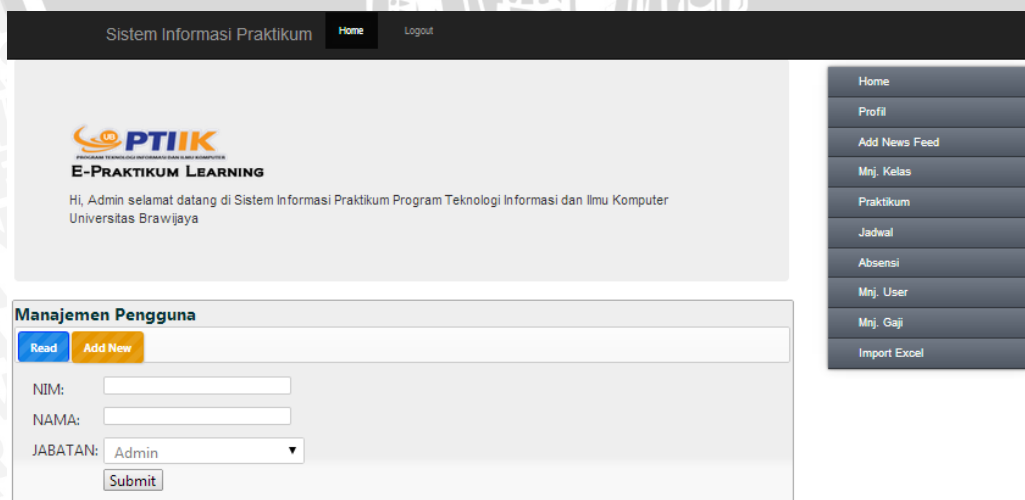 Sistem Informasi Praktikum Home Logout
UB PTIIK
PROGRAM TEKNOLOGI INFORMASI DAN ILMU KOMPUTER
E-PRAKTIKUM LEARNING
Hi, Admin selamat datang di Sistem Informasi Praktikum Program Teknologi Informasi dan Ilmu Komputer
Universitas Brawijaya
Manajemen Pengguna
Read Add New
NIM:
NAMA:
JABATAN: Admin
Submit
Home
Profil
Add News Feed
Mnj. Kelas
Praktikum
Jadwal
Absensi
Mnj. User
Mnj. Gaji
Import Excel